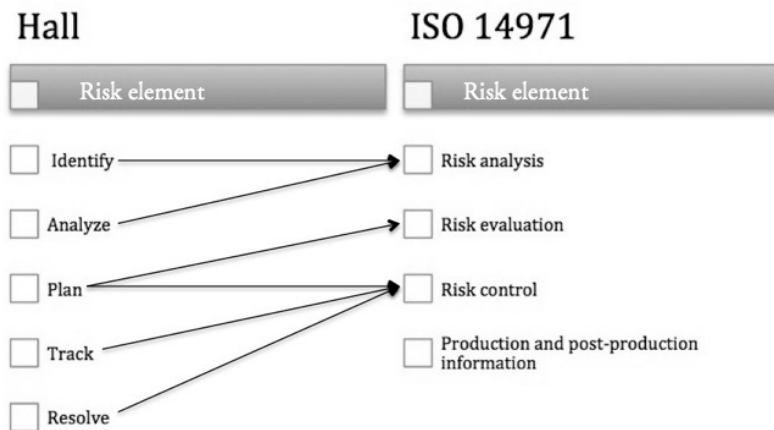 Hall
ISO 14971
Risk element
Risk element
Identify
Risk analysis
Analyze
Risk evaluation
Plan
Risk control
Track
Production and post-production
information
Resolve